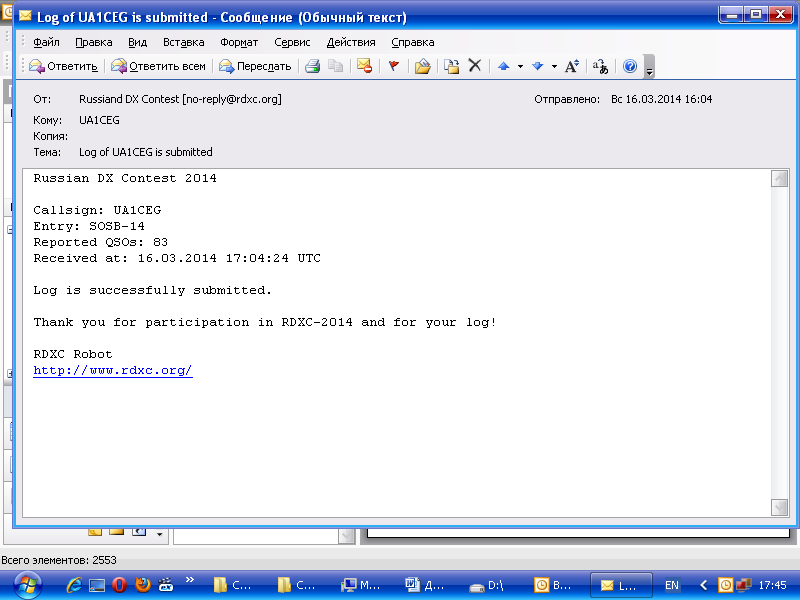 Log of UA1CEG is submitted - Сообщение (Обычный текст)
Файл Правка Вид Вставка Формат Сервис Действия Справка
Ответить Ответить всем Переслать
От: Russiand DX Contest [no-reply@rdxc.org] Отправлено: Вс 16.03.2014 16:04
Кому: UA1CEG
Копия:
Тема: Log of UA1CEG is submitted
Russian DX Contest 2014
Callsign: UA1CEG
Entry: SOSB-14
Reported QSOs: 83
Received at: 16.03.2014 17:04:24 UTC
Log is successfully submitted.
Thank you for participation in RDXC-2014 and for your log!
RDXC Robot
http://www.rdxc.org/
Всего элементов: 2553
С... С... М... Д... D:\ В... L... EN 17:45